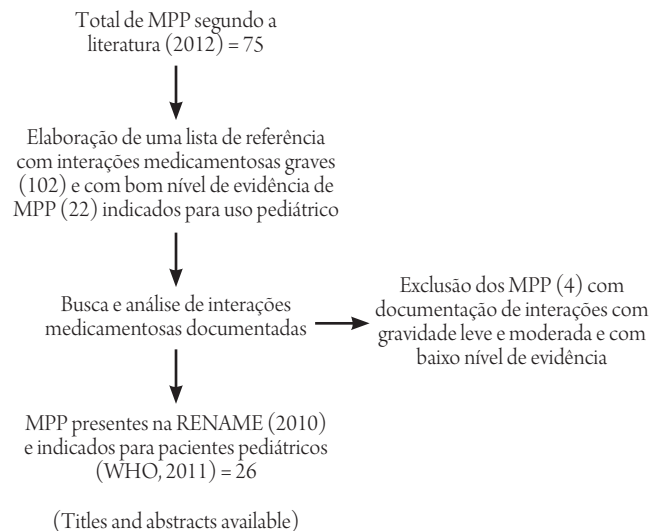 Total de MPP segundo a
literatura (2012) = 75
Elaboração de uma lista de referência
com interações medicamentosas graves
(102) e com bom nível de evidência de
MPP (22) indicados para uso pediátrico
Busca e análise de interações
medicamentosas documentadas
Exclusão dos MPP (4) com
documentação de interações com
gravidade leve e moderada e com
baixo nível de evidência
MPP presentes na RENAME (2010)
e indicados para pacientes pediátricos
(WHO, 2011) = 26
(Titles and abstracts available)